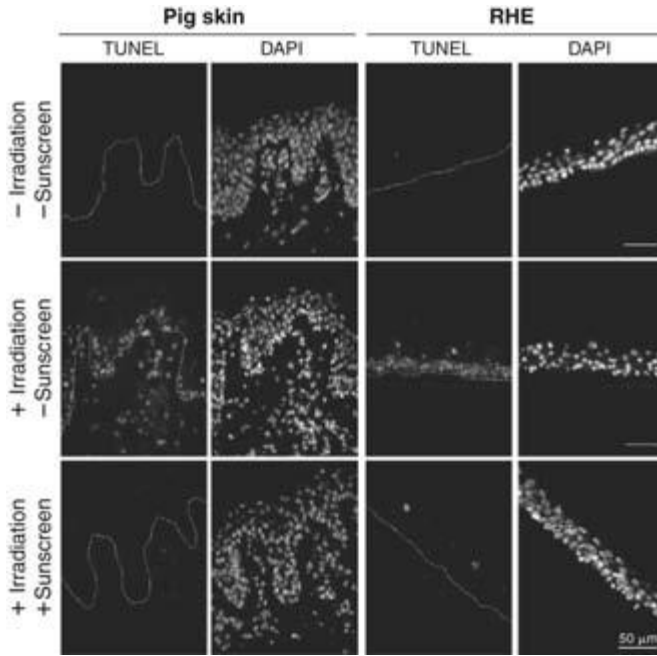 Pig skin RHE
TUNEL DAPI TUNEL DAPI
− Irradiation
− Sunscreen
+ Irradiation
− Sunscreen
+ Irradiation
+ Sunscreen
50 μm